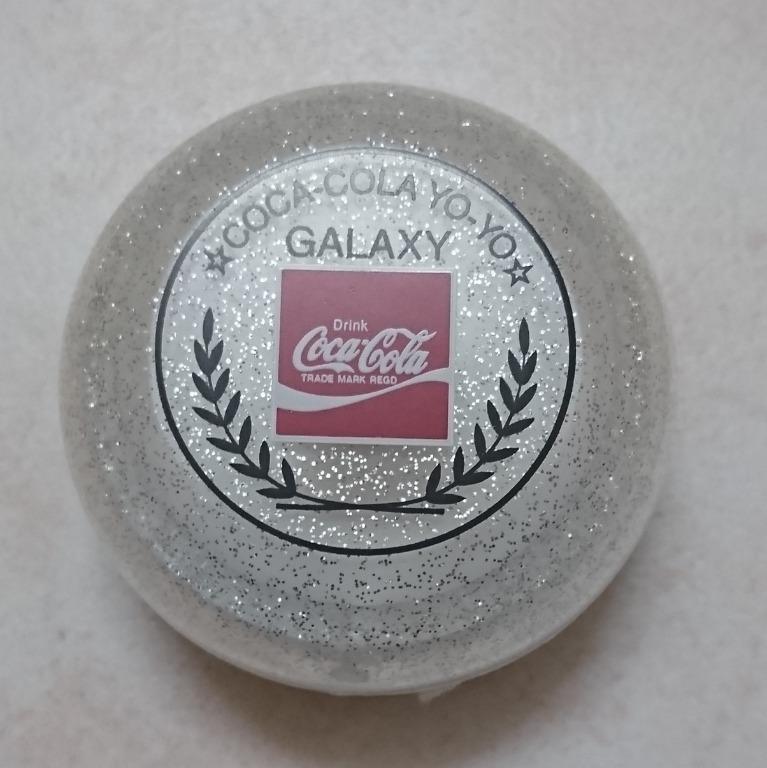 ☆COCA-COLA YO-YO☆
GALAXY
Drink
Coca-Cola
TRADE MARK REGD